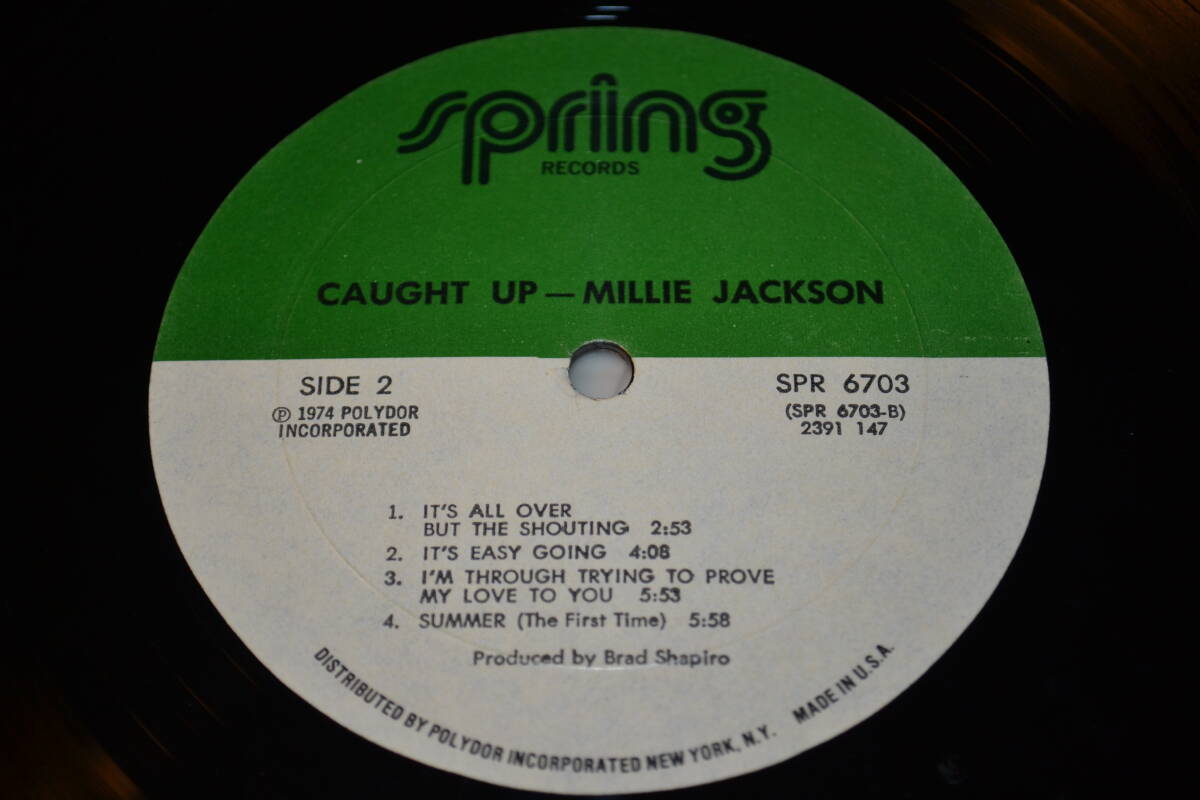 spring
RECORDS
CAUGHT UP — MILLIE JACKSON
SIDE 2
℗ 1974 POLYDOR
INCORPORATED
SPR 6703
(SPR 6703-B)
2391 147
1. IT'S ALL OVER
BUT THE SHOUTING 2:53
2. IT'S EASY GOING 4:08
3. I'M THROUGH TRYING TO PROVE
MY LOVE TO YOU 5:53
4. SUMMER (The First Time) 5:58
Produced by Brad Shapiro
DISTRIBUTED BY POLYDOR INCORPORATED NEW YORK, N.Y. MADE IN U.S.A.